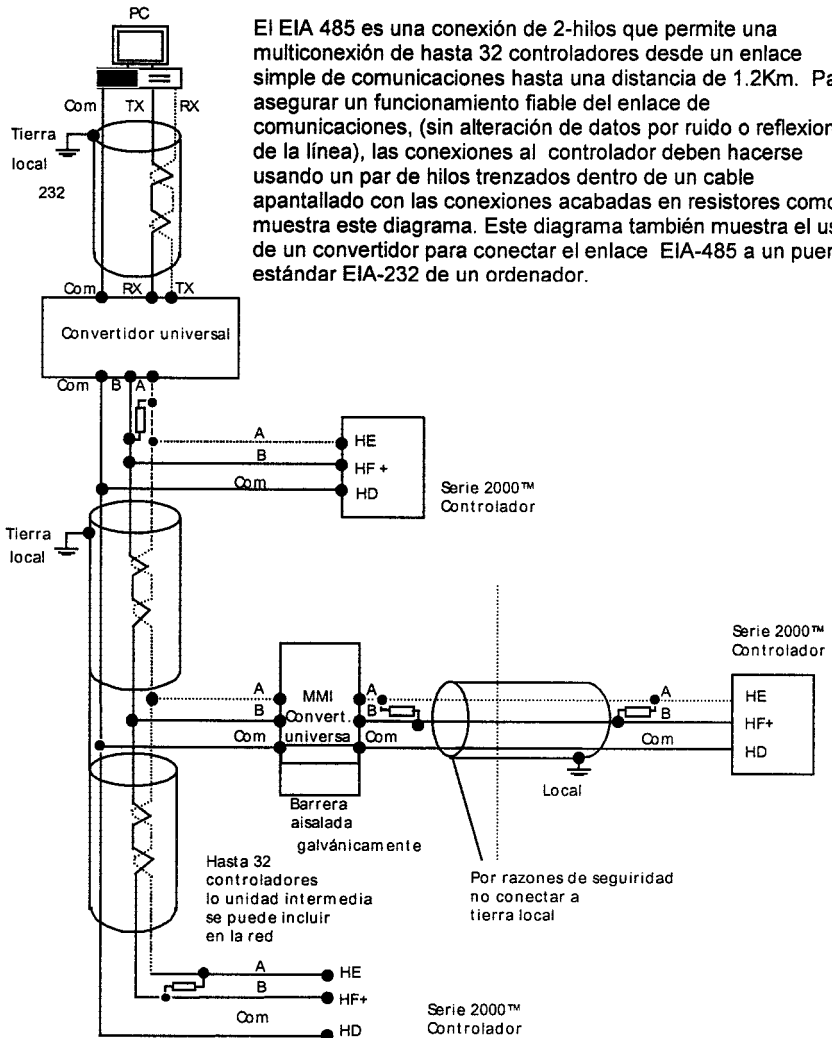 PC
El EIA 485 es una conexión de 2-hilos que permite una
multiconexión de hasta 32 controladores desde un enlace
simple de comunicaciones hasta una distancia de 1.2Km. Pa
asegurar un funcionamiento fiable del enlace de
comunicaciones, (sin alteración de datos por ruido o reflexion
de la línea), las conexiones al controlador deben hacerse
usando un par de hilos trenzados dentro de un cable
apantallado con las conexiones acabadas en resistores como
muestra este diagrama. Este diagrama también muestra el us
de un convertidor para conectar el enlace EIA-485 a un puer
estándar EIA-232 de un ordenador.
Com TX RX
Tierra
local
232
Com RX TX
Convertidor universal
Com B A
A HE
B HF +
Com HD
Serie 2000™
Controlador
Tierra
local
Serie 2000™
Controlador
A MMI A A HE
B Convert. B B HF+
Com universa Com Com HD
Local
Barrera
aisalada
galvánicamente
Hasta 32
controladores
lo unidad intermedia
se puede incluir
en la red
Por razones de seguiridad
no conectar a
tierra local
A HE
B HF+
Com HD
Serie 2000™
Controlador